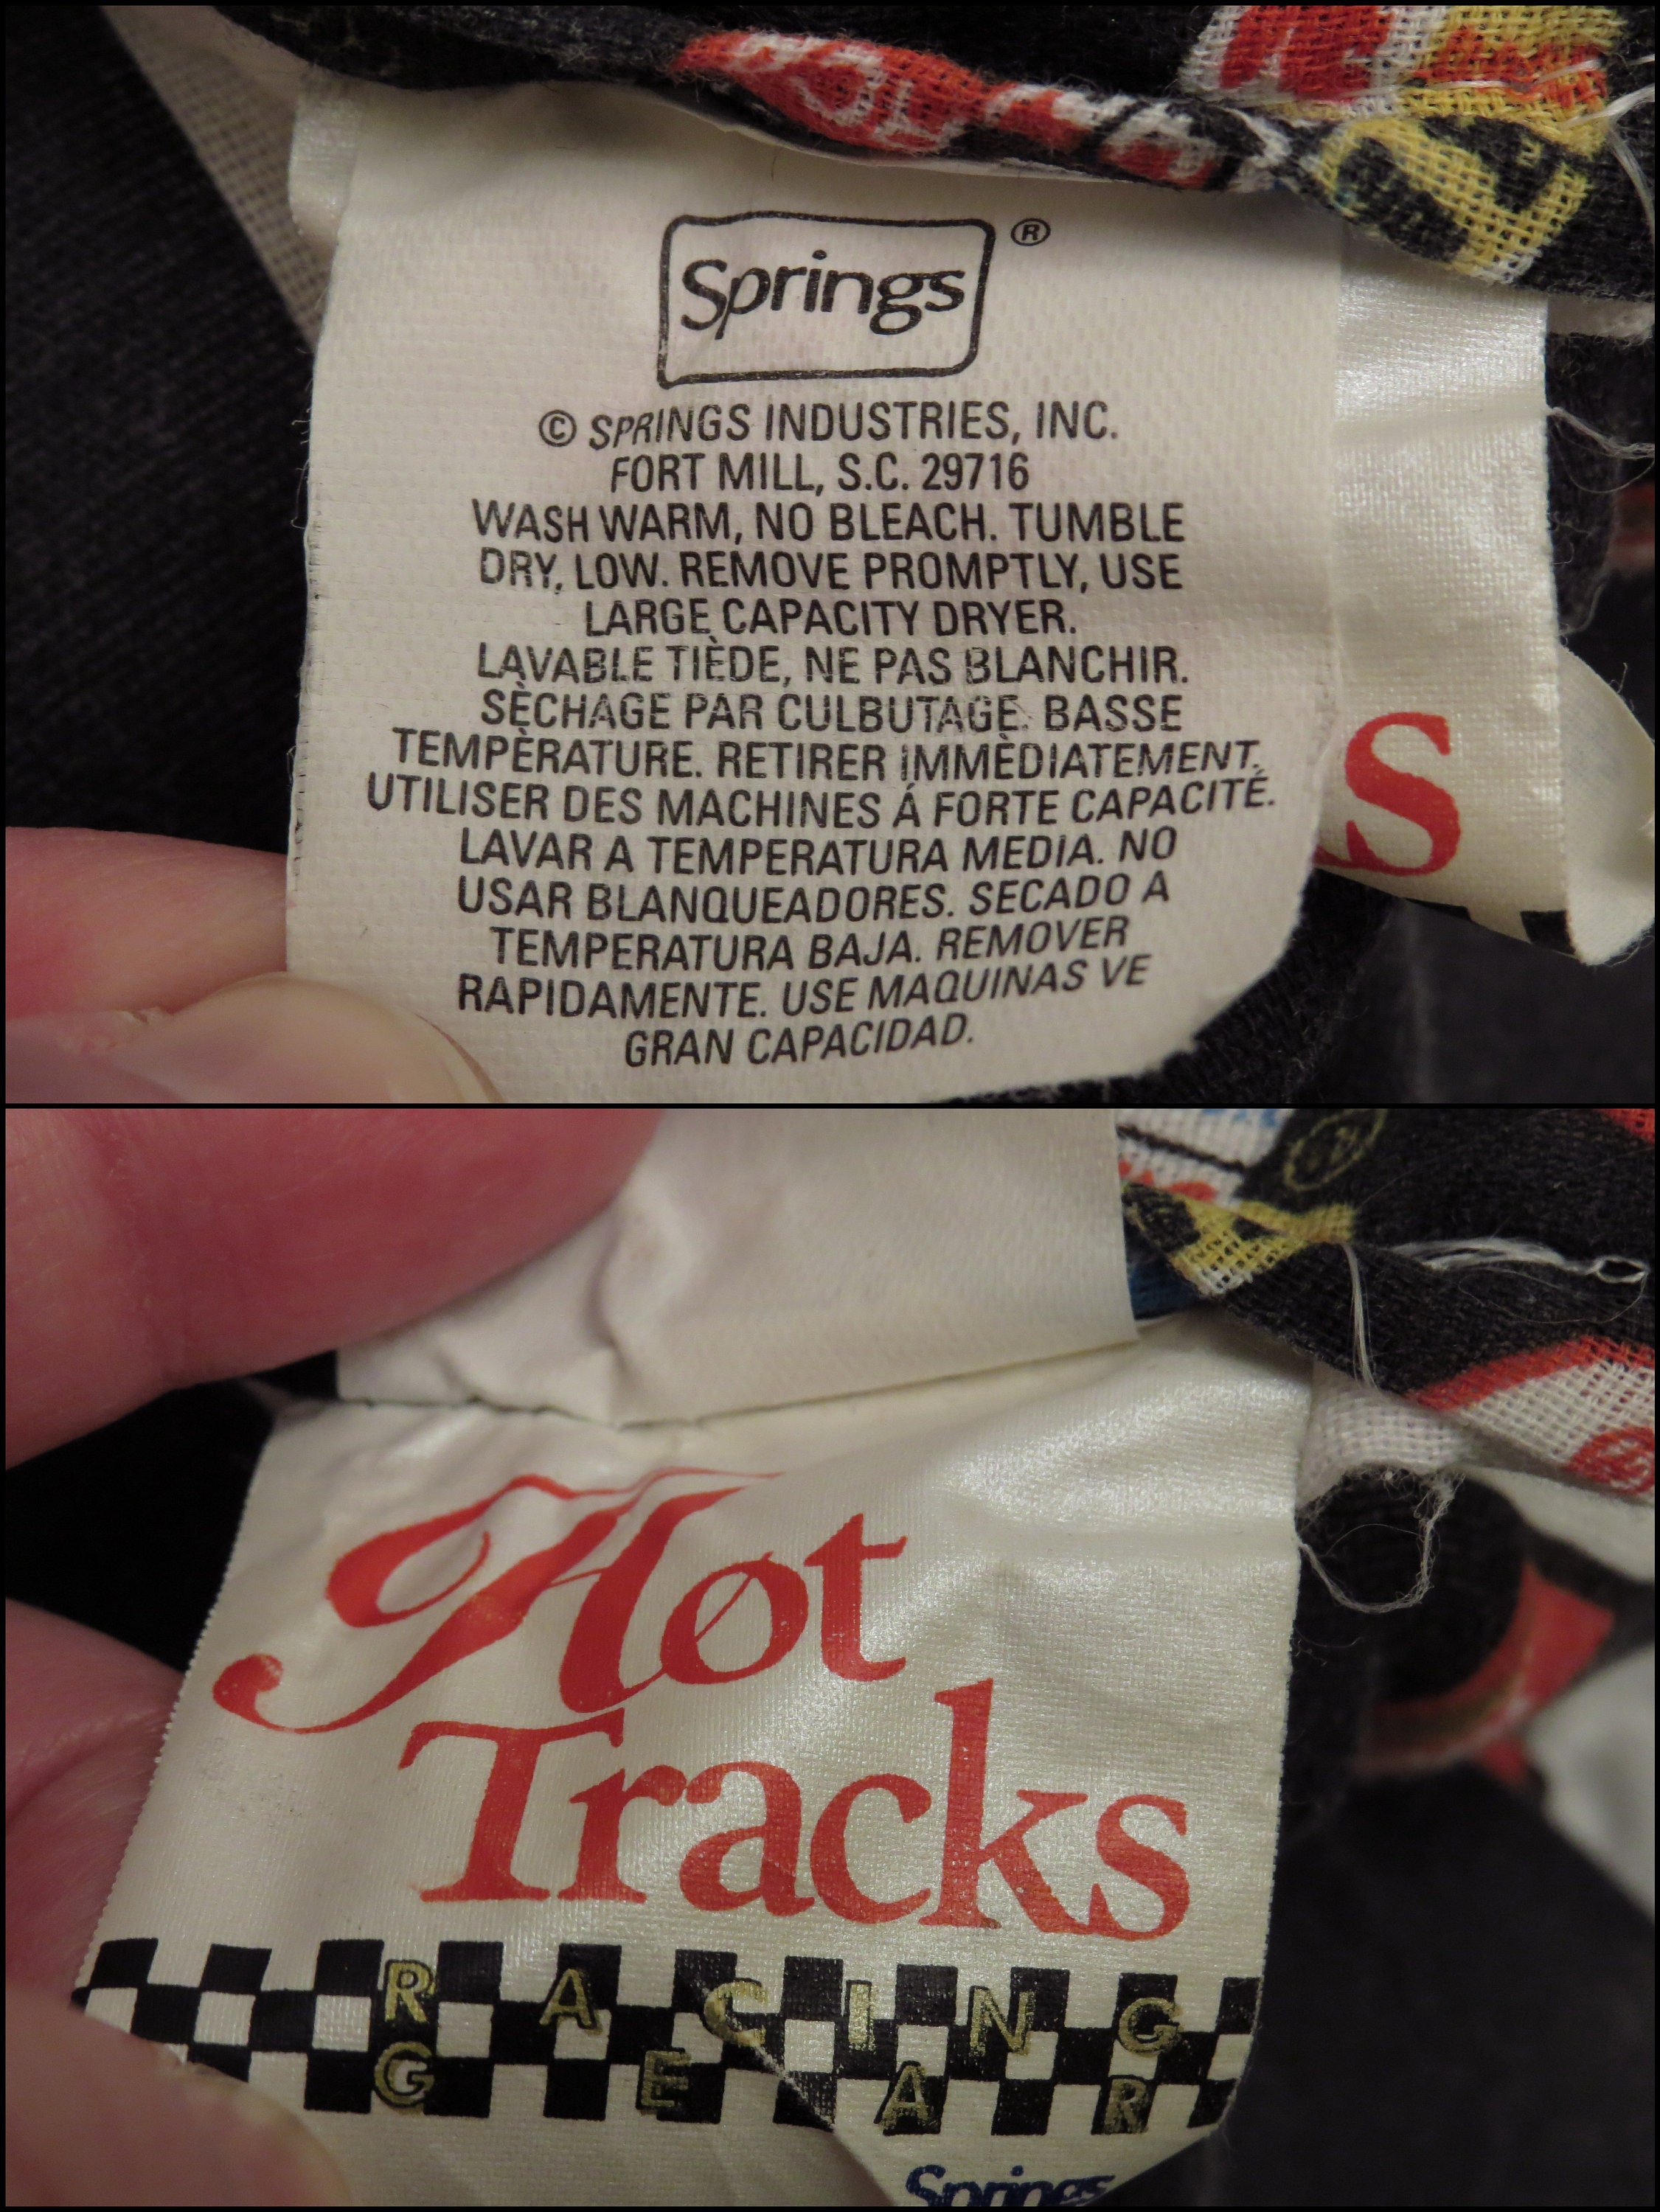 Springs ®
© SPRINGS INDUSTRIES, INC.
FORT MILL, S.C. 29716
WASH WARM, NO BLEACH. TUMBLE
DRY, LOW. REMOVE PROMPTLY, USE
LARGE CAPACITY DRYER.
LAVABLE TIÈDE, NE PAS BLANCHIR.
SÈCHAGE PAR CULBUTAGE. BASSE
TEMPÈRATURE. RETIRER IMMÈDIATEMENT.
UTILISER DES MACHINES Á FORTE CAPACITÉ.
LAVAR A TEMPERATURA MEDIA. NO
USAR BLANQUEADORES. SECADO A
TEMPERATURA BAJA. REMOVER
RAPIDAMENTE. USE MAQUINAS VE
GRAN CAPACIDAD.
S
Hot
Tracks
RACING
GEAR
Springs